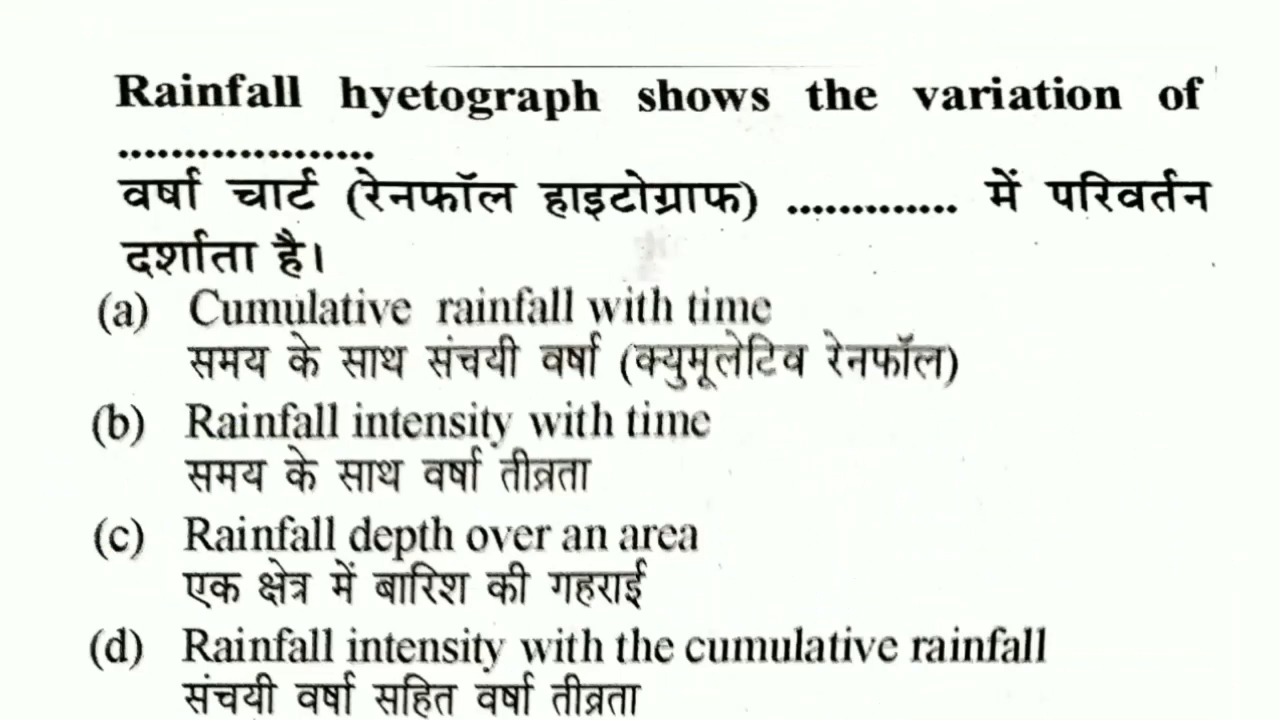 Rainfall hyetograph shows the variation of
....................
वर्षा चार्ट (रेनफॉल हाइटोग्राफ) ............. में परिवर्तन
दर्शाता है।
(a) Cumulative rainfall with time
समय के साथ संचयी वर्षा (क्युमूलेटिव रेनफॉल)
(b) Rainfall intensity with time
समय के साथ वर्षा तीव्रता
(c) Rainfall depth over an area
एक क्षेत्र में बारिश की गहराई
(d) Rainfall intensity with the cumulative rainfall
संचयी वर्षा सहित वर्षा तीव्रता